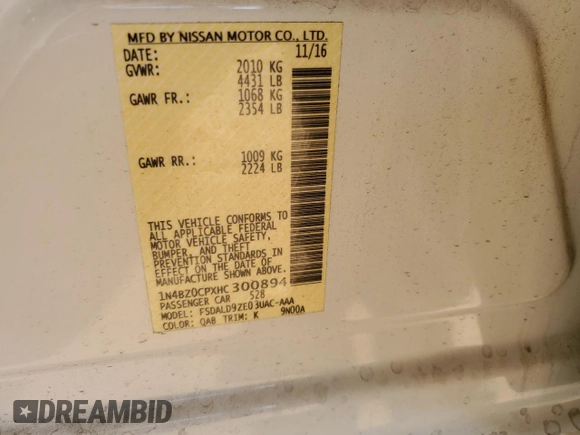 MFD BY NISSAN MOTOR CO., LTD.
DATE: 11/16
GVWR: 2010 KG
4431 LB
GAWR FR.: 1068 KG
2354 LB
GAWR RR.: 1009 KG
2224 LB
THIS VEHICLE CONFORMS TO
ALL APPLICABLE FEDERAL
MOTOR VEHICLE SAFETY,
BUMPER, AND THEFT
PREVENTION STANDARDS IN
EFFECT ON THE DATE OF
MANUFACTURE SHOWN ABOVE.
1N4BZ0CPXHC300894
PASSENGER CAR 528
MODEL: FSDALD9ZE03UAC-AAA
COLOR: QAB TRIM: K 9N00A
DREAMBID